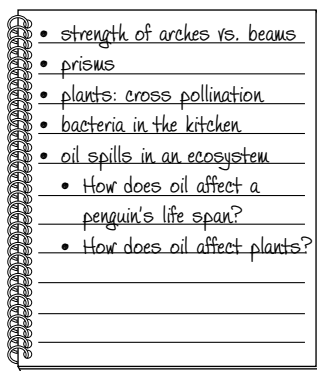 • strength of arches vs. beams
• prisms
• plants: cross pollination
• bacteria in the kitchen
• oil spills in an ecosystem
• How does oil affect a
penguin's life span?
• How does oil affect plants?